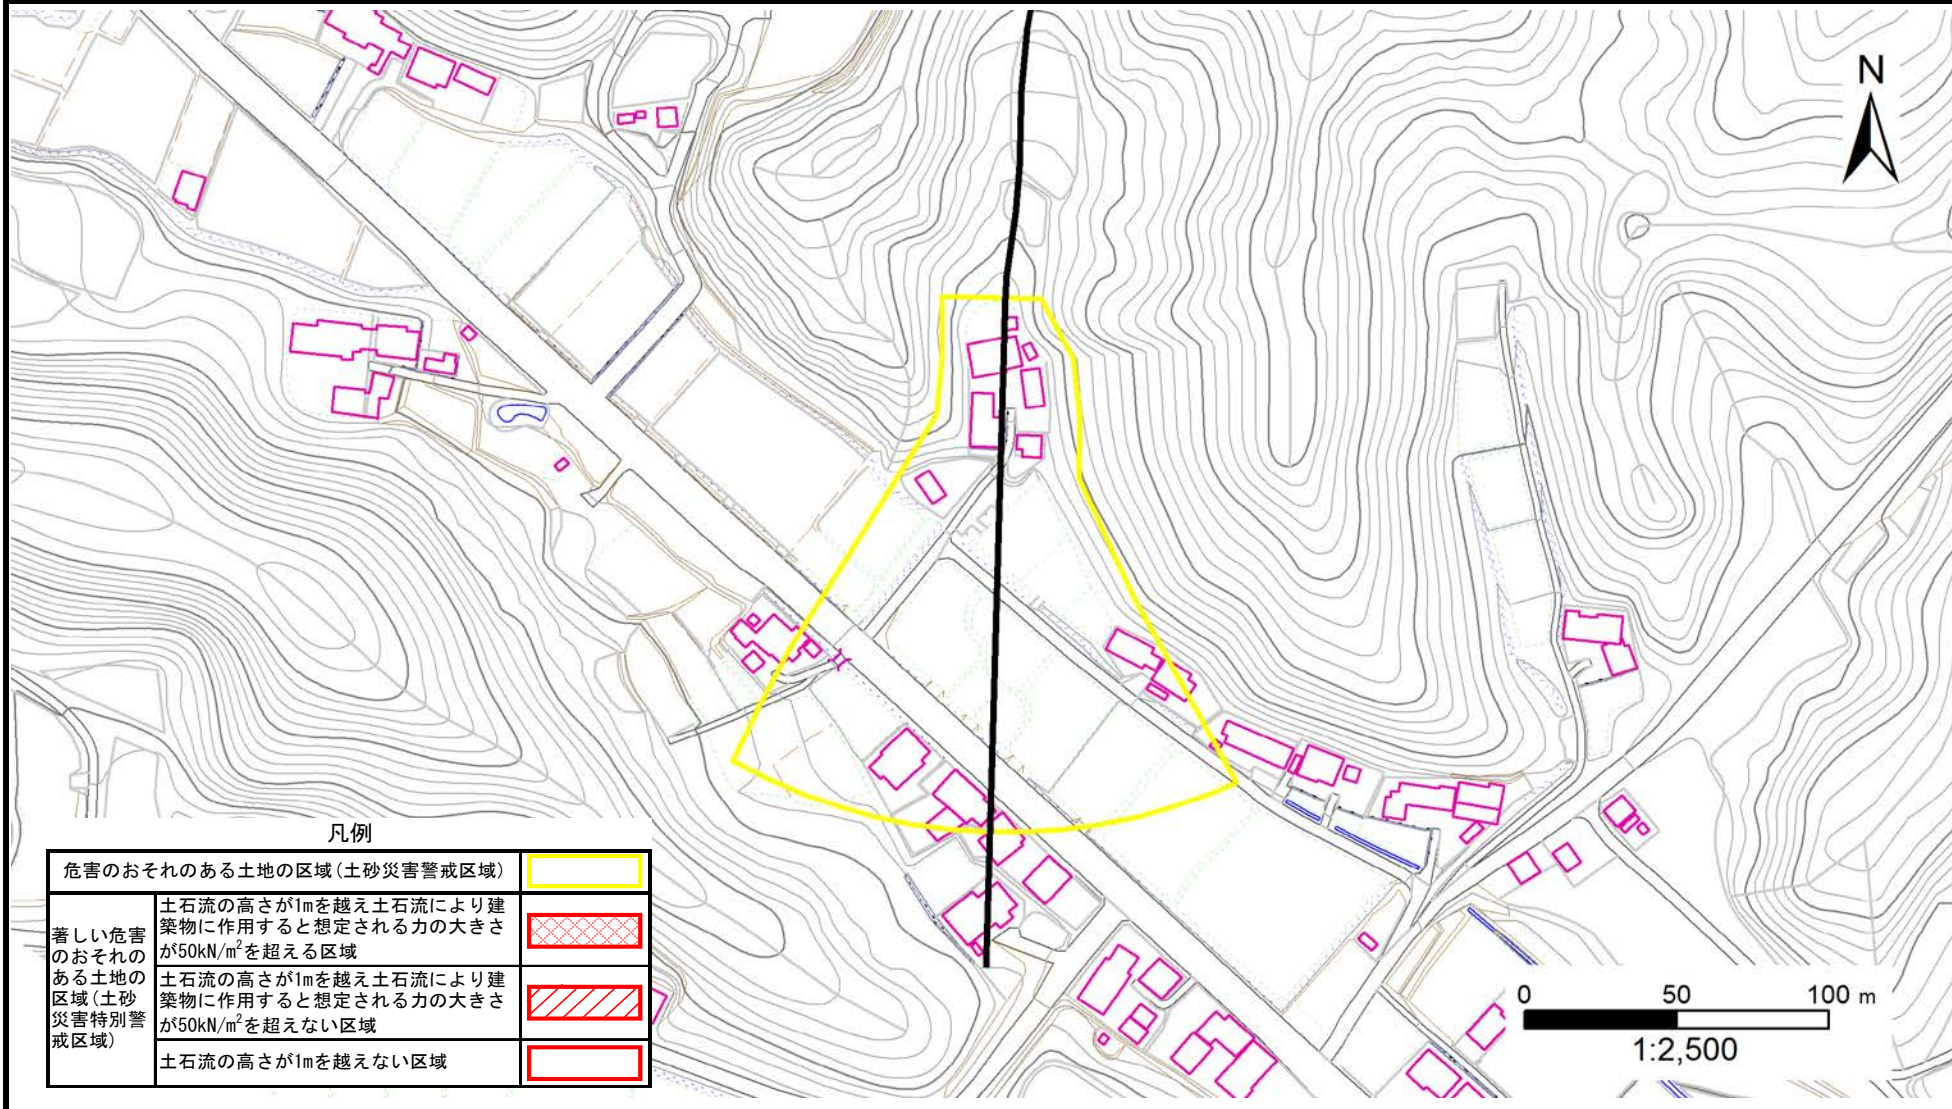 N
凡例
危害のおそれのある土地の区域(土砂災害警戒区域)
著しい危害
のおそれの
ある土地の
区域(土砂
災害特別警
戒区域)
土石流の高さが1mを越え土石流により建
築物に作用すると想定される力の大きさ
が50kN/m²を超える区域
土石流の高さが1mを越え土石流により建
築物に作用すると想定される力の大きさ
が50kN/m²を超えない区域
土石流の高さが1mを越えない区域
0 50 100 m
1:2,500